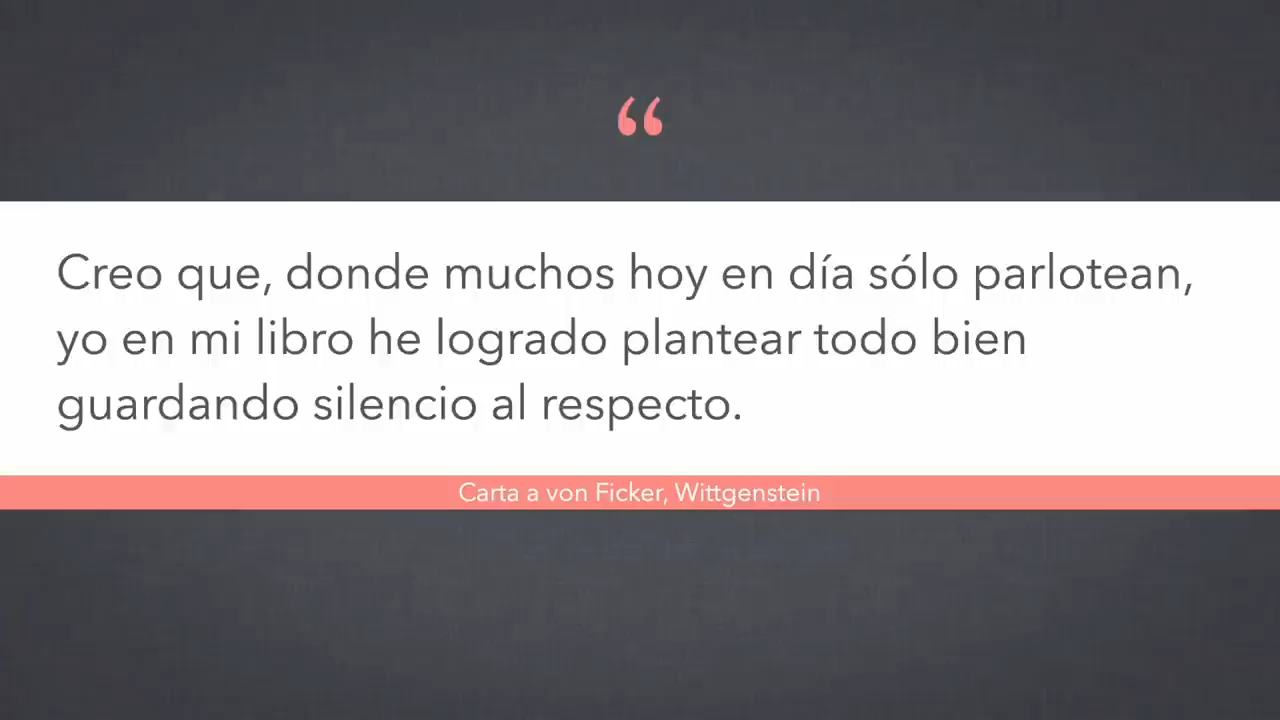 “
Creo que, donde muchos hoy en día sólo parlotean,
yo en mi libro he logrado plantear todo bien
guardando silencio al respecto.
Carta a von Ficker, Wittgenstein